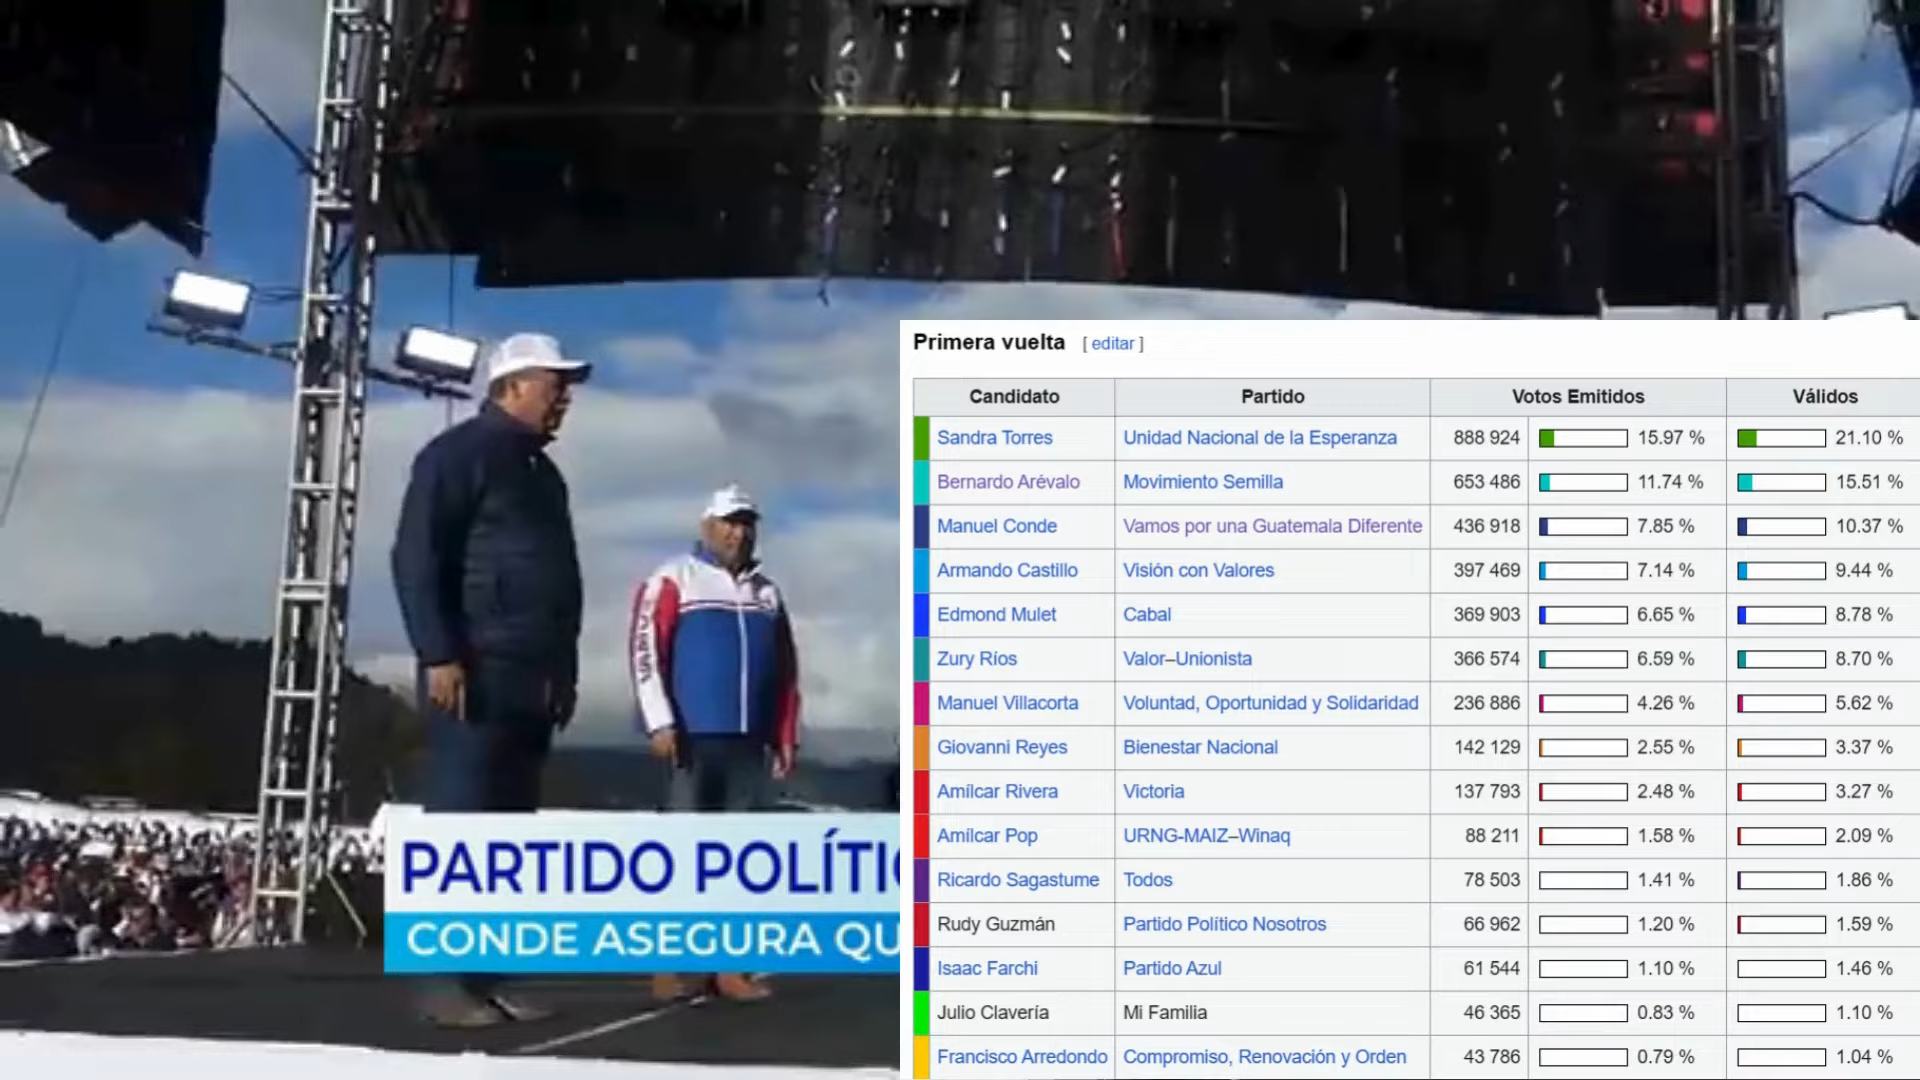 PARTIDO POLÍTI
CONDE ASEGURA QU
Primera vuelta [ editar ]
Candidato Partido Votos Emitidos Válidos
Sandra Torres Unidad Nacional de la Esperanza 888 924 15.97 % 21.10 %
Bernardo Arévalo Movimiento Semilla 653 486 11.74 % 15.51 %
Manuel Conde Vamos por una Guatemala Diferente 436 918 7.85 % 10.37 %
Armando Castillo Visión con Valores 397 469 7.14 % 9.44 %
Edmond Mulet Cabal 369 903 6.65 % 8.78 %
Zury Ríos Valor–Unionista 366 574 6.59 % 8.70 %
Manuel Villacorta Voluntad, Oportunidad y Solidaridad 236 886 4.26 % 5.62 %
Giovanni Reyes Bienestar Nacional 142 129 2.55 % 3.37 %
Amílcar Rivera Victoria 137 793 2.48 % 3.27 %
Amílcar Pop URNG-MAIZ–Winaq 88 211 1.58 % 2.09 %
Ricardo Sagastume Todos 78 503 1.41 % 1.86 %
Rudy Guzmán Partido Político Nosotros 66 962 1.20 % 1.59 %
Isaac Farchi Partido Azul 61 544 1.10 % 1.46 %
Julio Clavería Mi Familia 46 365 0.83 % 1.10 %
Francisco Arredondo Compromiso, Renovación y Orden 43 786 0.79 % 1.04 %